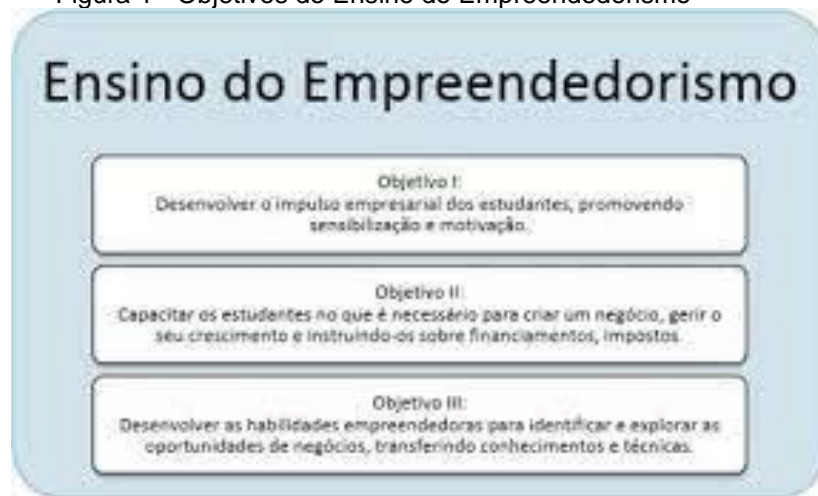 Objetivos do Ensino do Empreendedorismo
Ensino do Empreendedorismo
Objetivo I:
Desenvolver o impulso empresarial dos estudantes, promovendo
sensibilização e motivação.
Objetivo II:
Capacitar os estudantes no que é necessário para criar um negócio, gerir o
seu crescimento e instruindo-os sobre financiamentos, impostos.
Objetivo III:
Desenvolver as habilidades empreendedoras para identificar e explorar as
oportunidades de negócios, transferindo conhecimentos e técnicas.